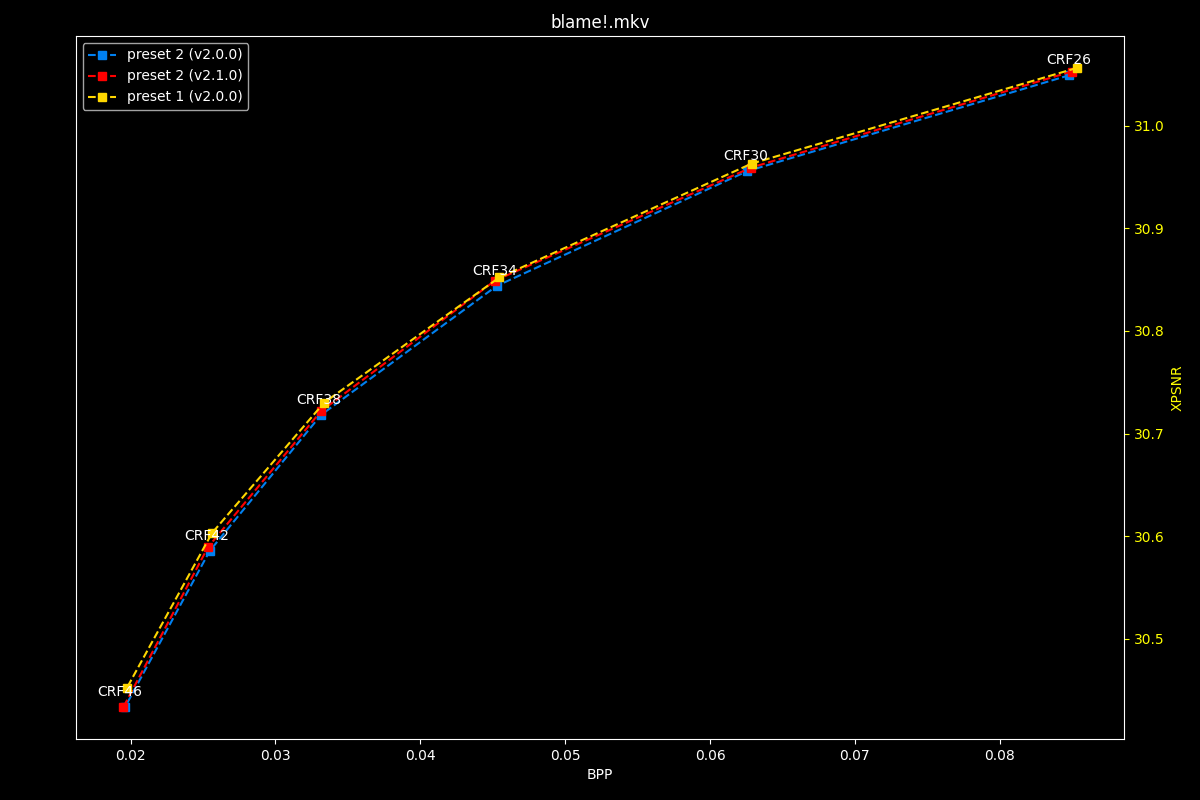 blame!.mkv
preset 2 (v2.0.0)
preset 2 (v2.1.0)
preset 1 (v2.0.0)
CRF26
CRF30
CRF34
CRF38
CRF42
CRF46
31.0
30.9
30.8
30.7
30.6
30.5
XPSNR
0.02 0.03 0.04 0.05 0.06 0.07 0.08
BPP